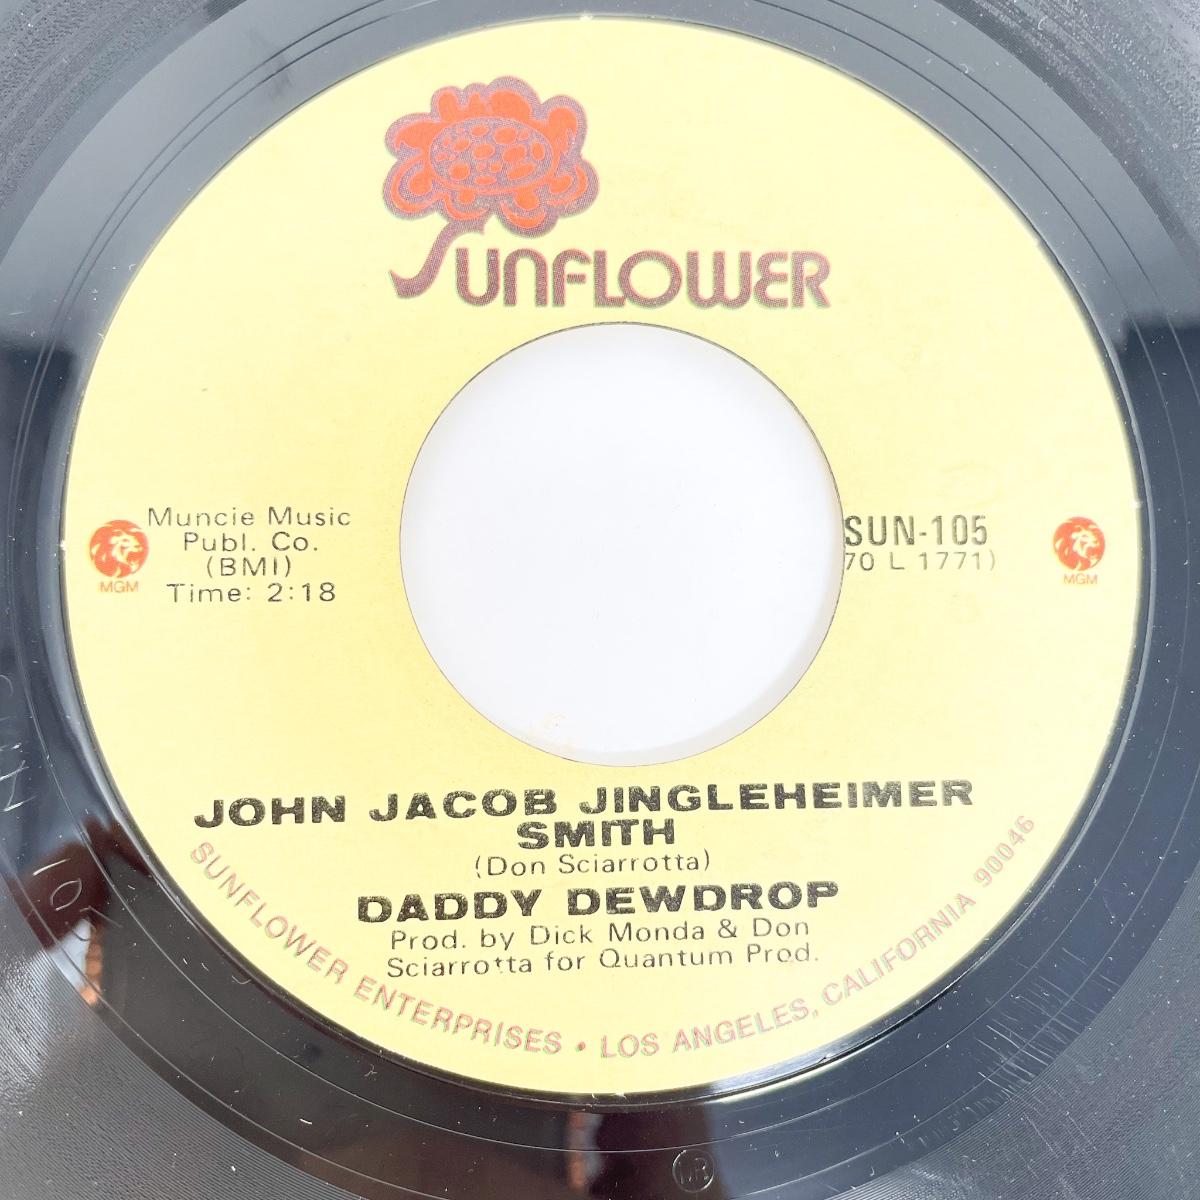 SUNFLOWER
Muncie Music
Publ. Co.
(BMI)
Time: 2:18
MGM
SUN-105
70 L 1771)
MGM
JOHN JACOB JINGLEHEIMER
SMITH
(Don Sciarrotta)
DADDY DEWDROP
Prod. by Dick Monda & Don
Sciarrotta for Quantum Prod.
SUNFLOWER ENTERPRISES • LOS ANGELES, CALIFORNIA 90046